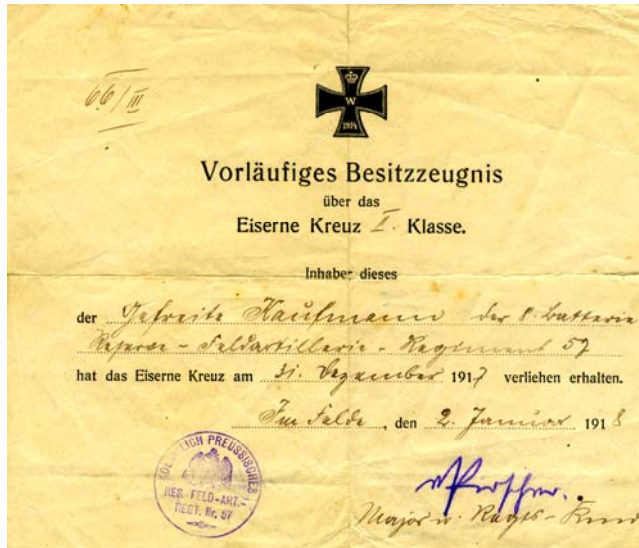 66/III
W
1914
Vorläufiges Besitzzeugnis
über das
Eiserne Kreuz II. Klasse.
Inhaber dieses
der Gefreite Kaufmann der 8. Batterie
Reserve-Feldartillerie-Regiment 57
hat das Eiserne Kreuz am 31. Dezember 1917 verliehen erhalten.
Im Felde, den 2. Januar 1918
KOENIGLICH PREUSSISCHES
RES.-FELD-ART.-
REGT. Nr. 57
Major u. Regts-